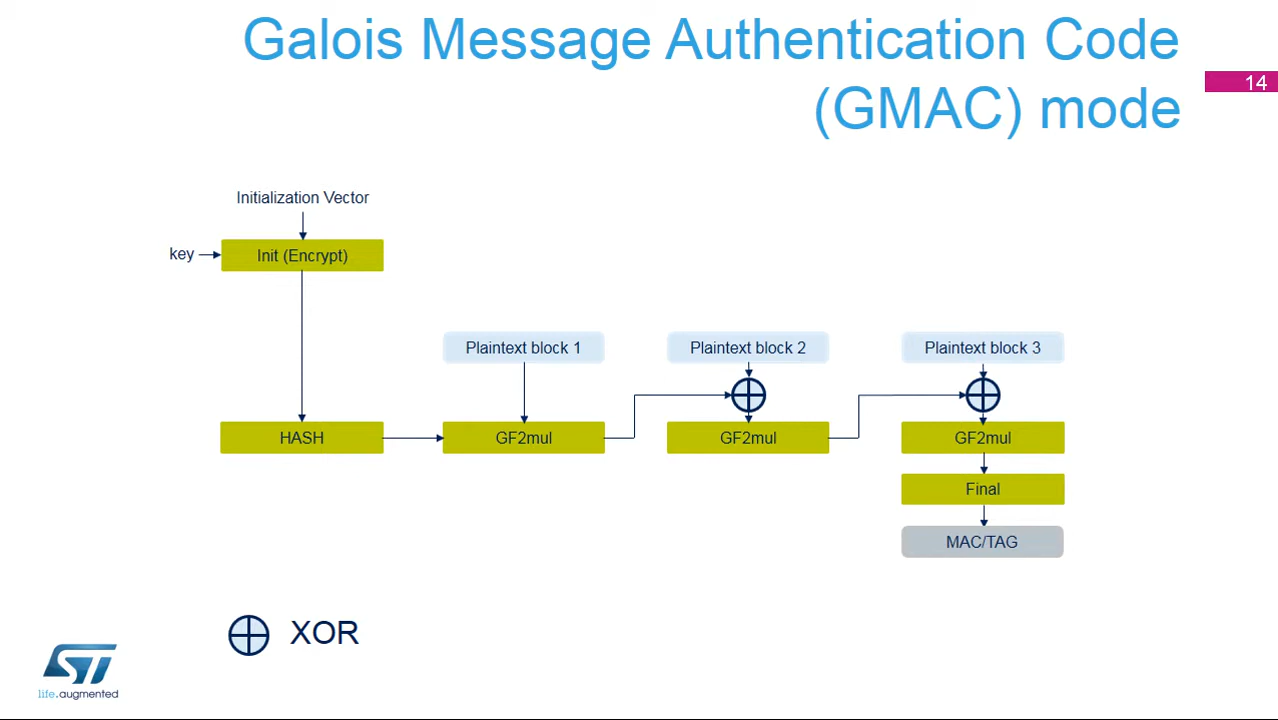 Galois Message Authentication Code
(GMAC) mode
14
Initialization Vector
key
Init (Encrypt)
Plaintext block 1
Plaintext block 2
Plaintext block 3
HASH
GF2mul
GF2mul
GF2mul
Final
MAC/TAG
XOR
ST
life.augmented